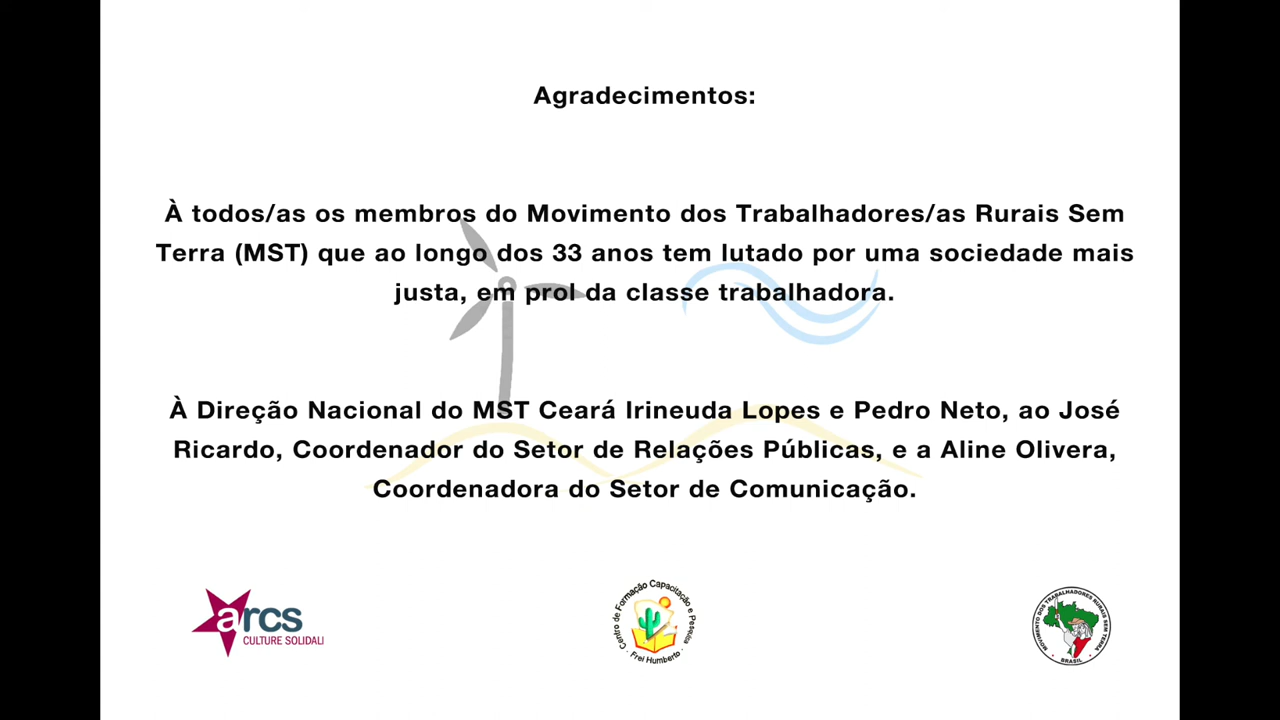 Agradecimentos:
À todos/as os membros do Movimento dos Trabalhadores/as Rurais Sem
Terra (MST) que ao longo dos 33 anos tem lutado por uma sociedade mais
justa, em prol da classe trabalhadora.
À Direção Nacional do MST Ceará Irineuda Lopes e Pedro Neto, ao José
Ricardo, Coordenador do Setor de Relações Públicas, e a Aline Olivera,
Coordenadora do Setor de Comunicação.
arcs
CULTURE SOLIDALI
Centro de Formação Capacitação e Pesquisa
Frei Humberto
MOVIMENTO DOS TRABALHADORES RURAIS SEM TERRA
BRASIL